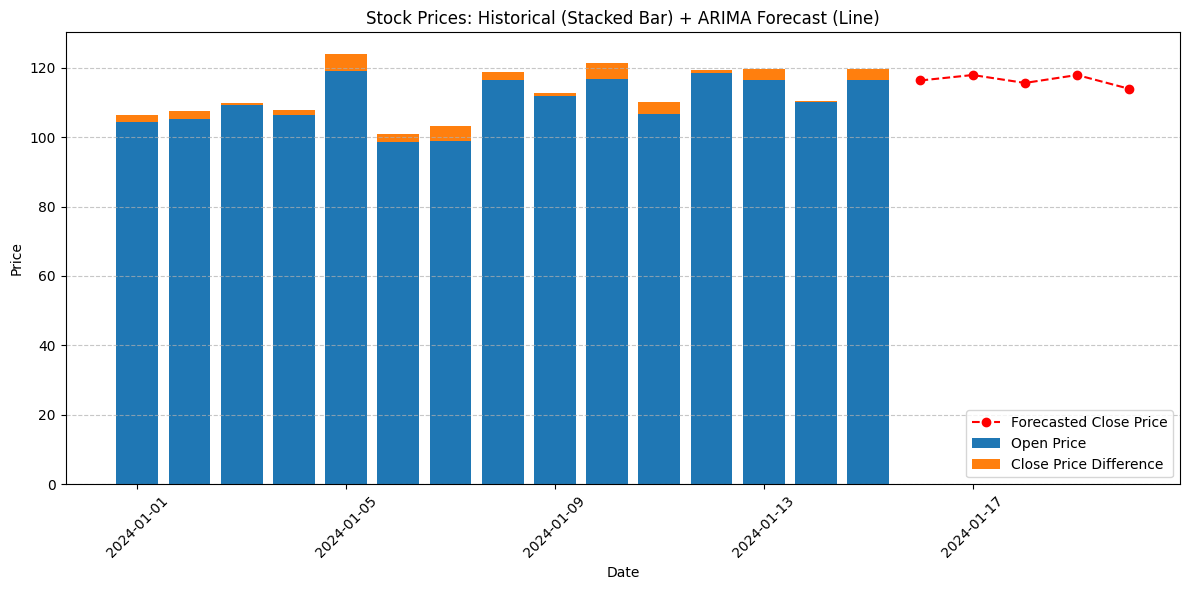 Stock Prices: Historical (Stacked Bar) + ARIMA Forecast (Line)
Price
120
100
80
60
40
20
0
Forecasted Close Price
Open Price
Close Price Difference
2024-01-01
2024-01-05
2024-01-09
2024-01-13
2024-01-17
Date